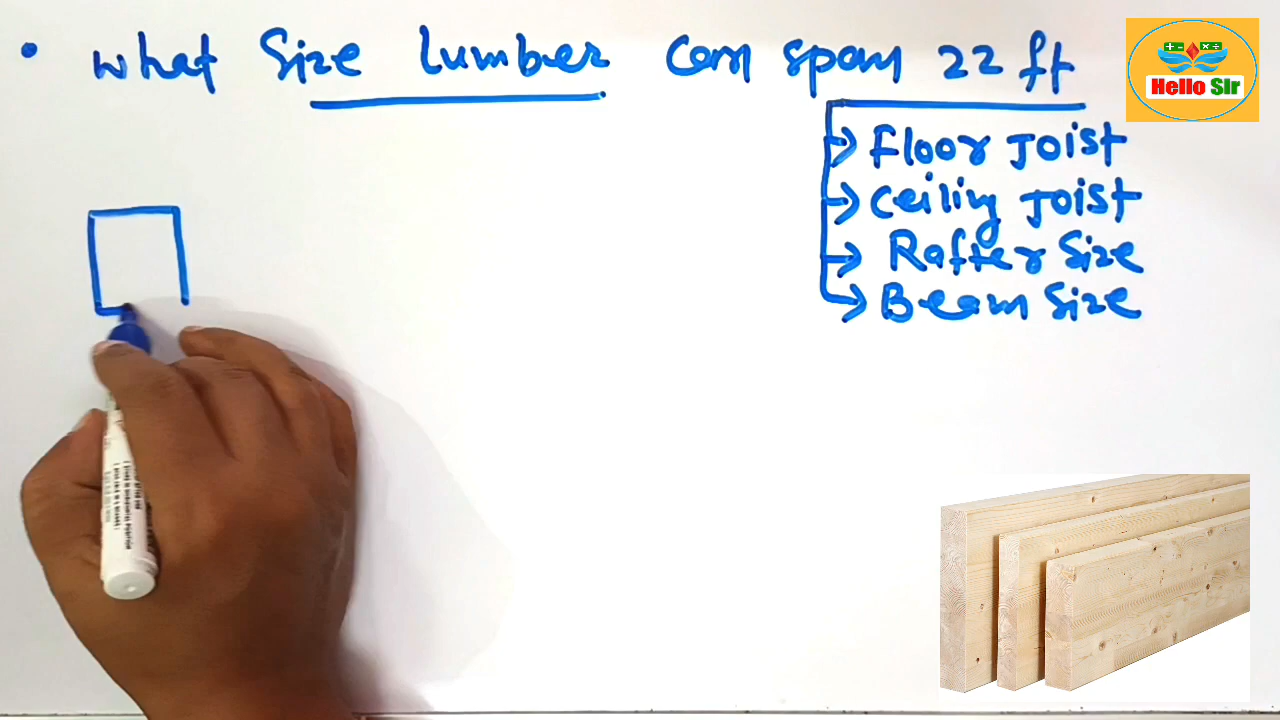 • What Size lumber can span 22 ft
Hello SIr
→ Floor Joist
→ Ceiling Joist
→ Rafter Size
→ Beam Size